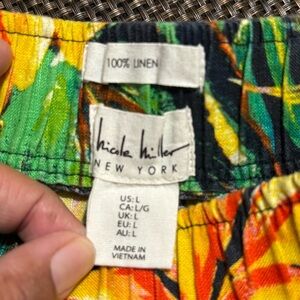 100% LINEN
nicole miller
NEW YORK
US: L
CA: L/G
UK: L
EU: L
AU: L
MADE IN
VIETNAM